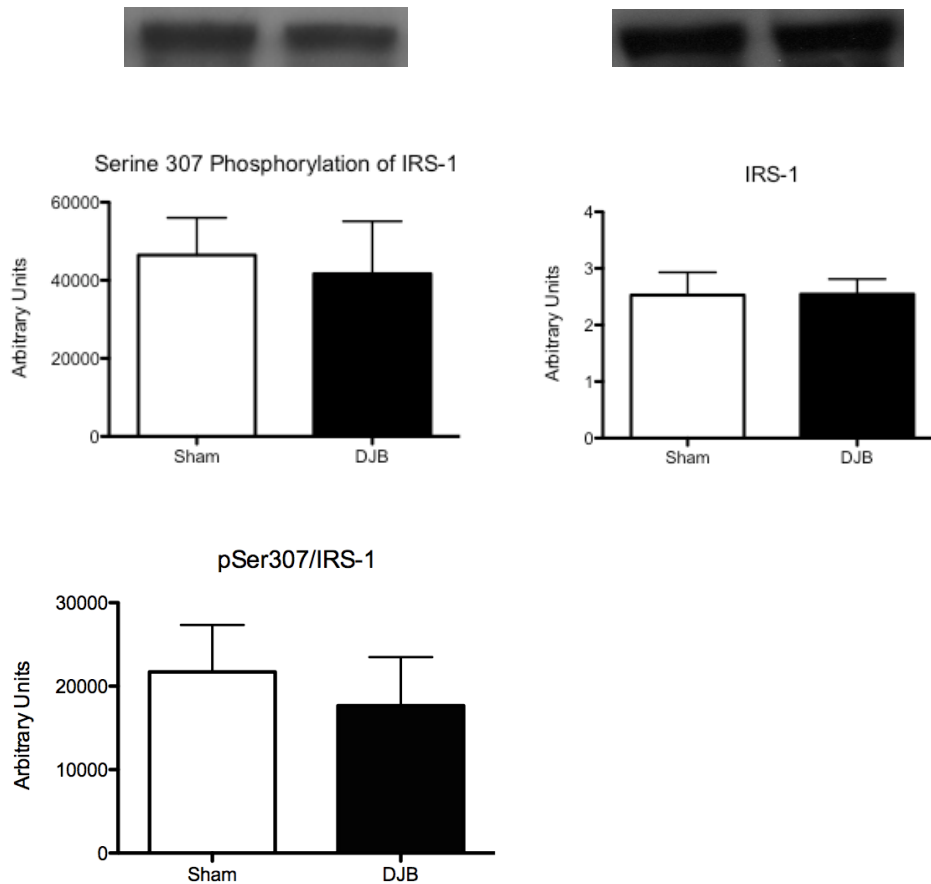 Serine 307 Phosphorylation of IRS-1
60000
40000
20000
0
Arbitrary Units
Sham
DJB
IRS-1
4
3
2
1
0
Arbitrary Units
Sham
DJB
pSer307/IRS-1
30000
20000
10000
0
Arbitrary Units
Sham
DJB